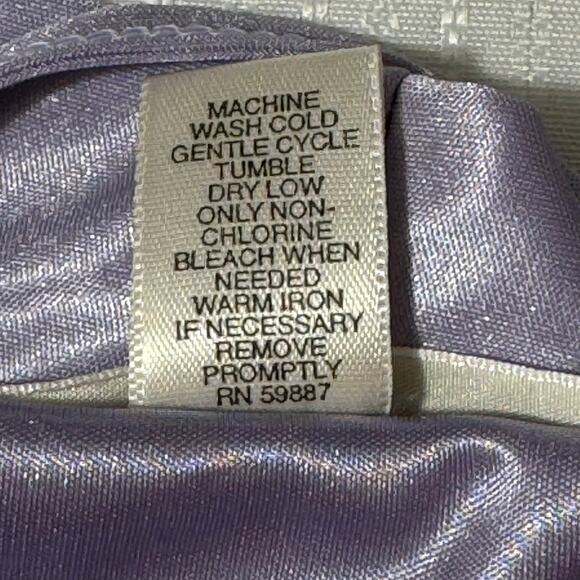 MACHINE
WASH COLD
GENTLE CYCLE
TUMBLE
DRY LOW
ONLY NON-
CHLORINE
BLEACH WHEN
NEEDED
WARM IRON
IF NECESSARY
REMOVE
PROMPTLY
RN 59887